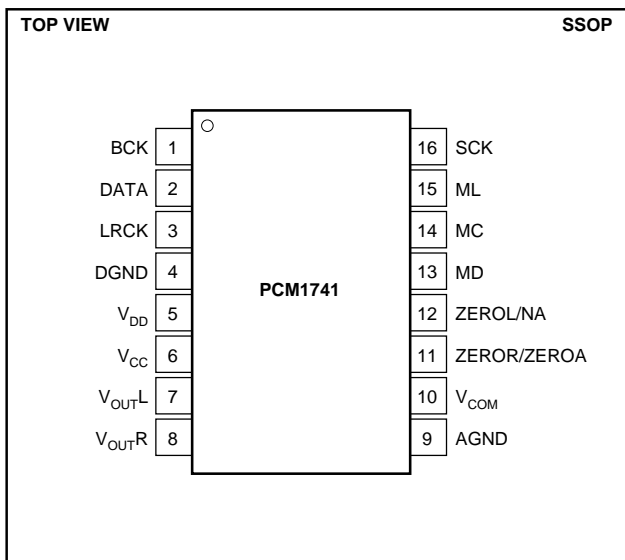 TOP VIEW SSOP
BCK 1 16 SCK
DATA 2 15 ML
LRCK 3 14 MC
DGND 4 13 MD
PCM1741
VDD 5 12 ZEROL/NA
VCC 6 11 ZEROR/ZEROA
VOUTL 7 10 VCOM
VOUTR 8 9 AGND